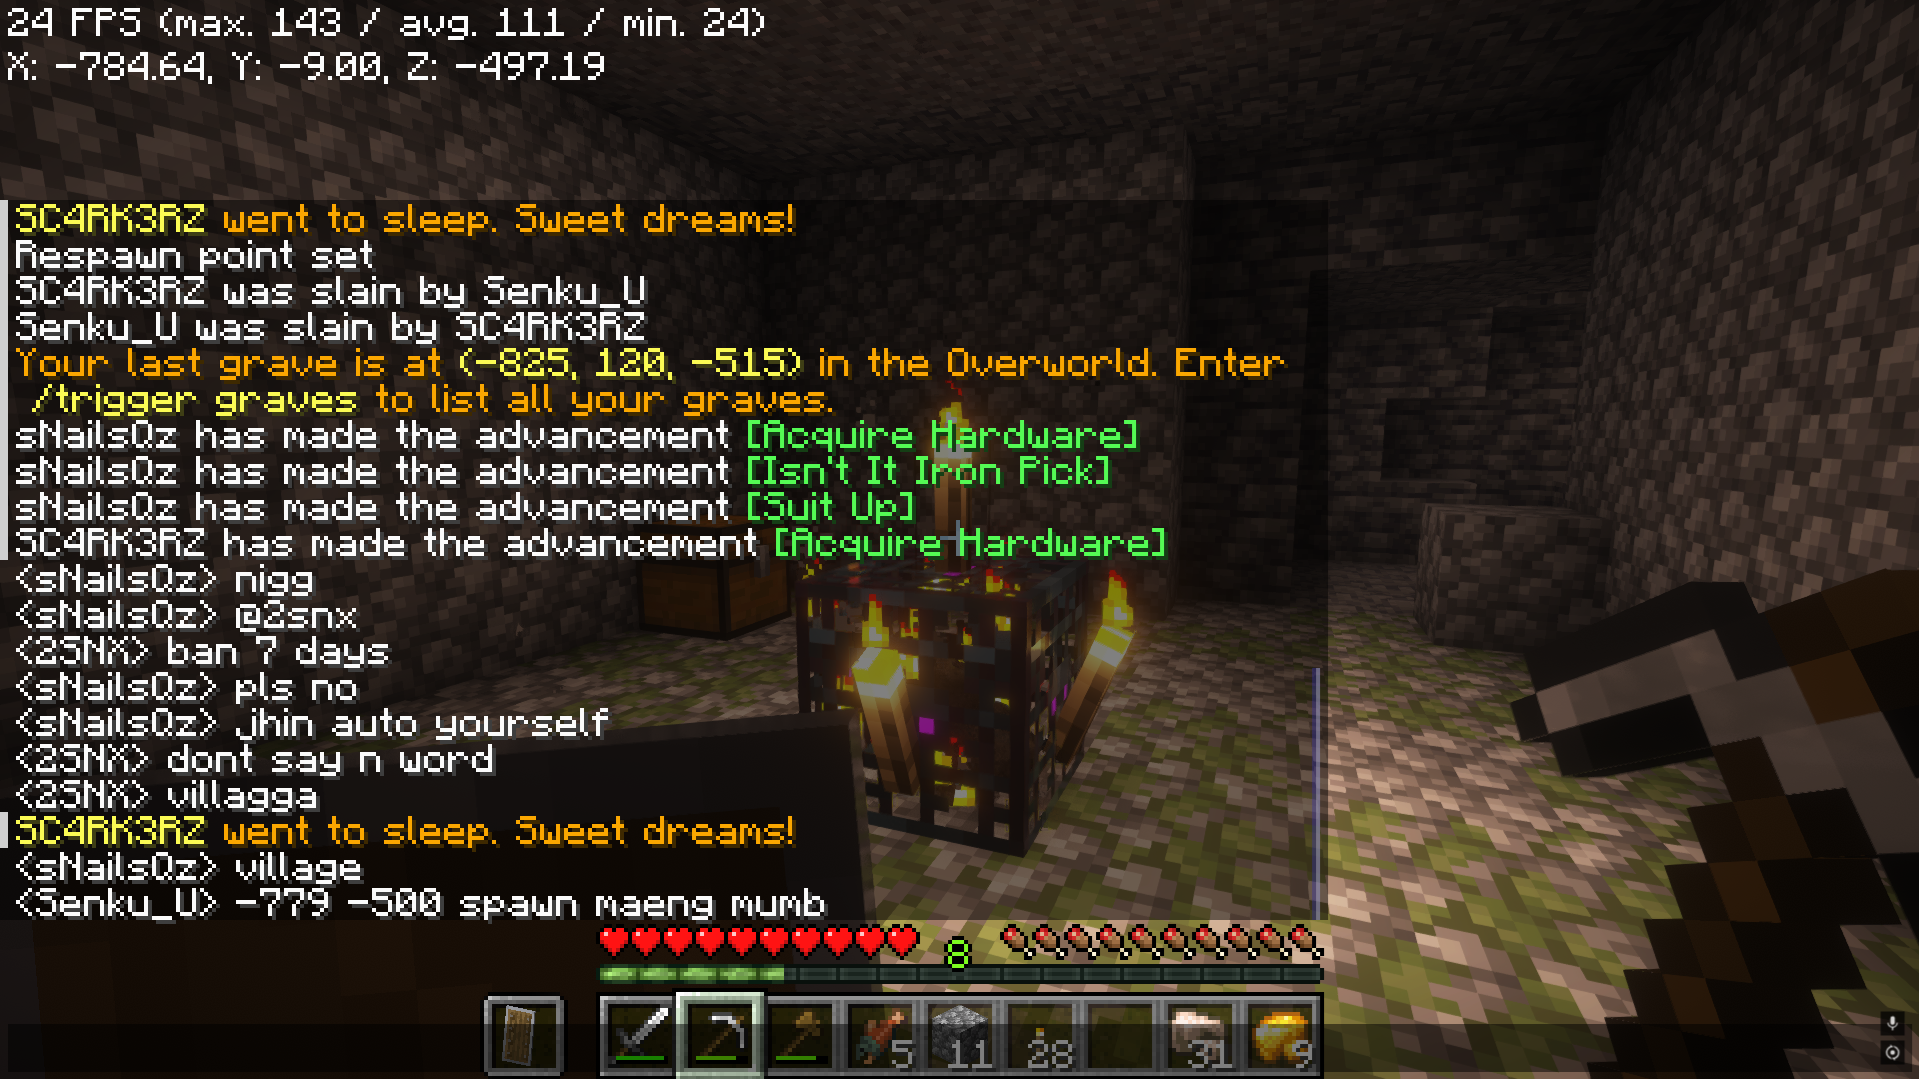 24 FPS (max. 143 / avg. 111 / min. 24)
X: -784.64, Y: -9.00, Z: -497.19
SC4RK3RZ went to sleep. Sweet dreams!
Respawn point set
SC4RK3RZ was slain by Senku_U
Senku_U was slain by SC4RK3RZ
Your last grave is at (-825, 120, -515) in the Overworld. Enter
/trigger graves to list all your graves.
sNailsQz has made the advancement [Acquire Hardware]
sNailsQz has made the advancement [Isn't It Iron Pick]
sNailsQz has made the advancement [Suit Up]
SC4RK3RZ has made the advancement [Acquire Hardware]
<sNailsQz> nigg
<sNailsQz> @2snx
<2SNX> ban 7 days
<sNailsQz> pls no
<sNailsQz> jhin auto yourself
<2SNX> dont say n word
<2SNX> villagga
SC4RK3RZ went to sleep. Sweet dreams!
<sNailsQz> village
<Senku_U> -779 -500 spawn maeng mumb
8
5 11 28 31 9